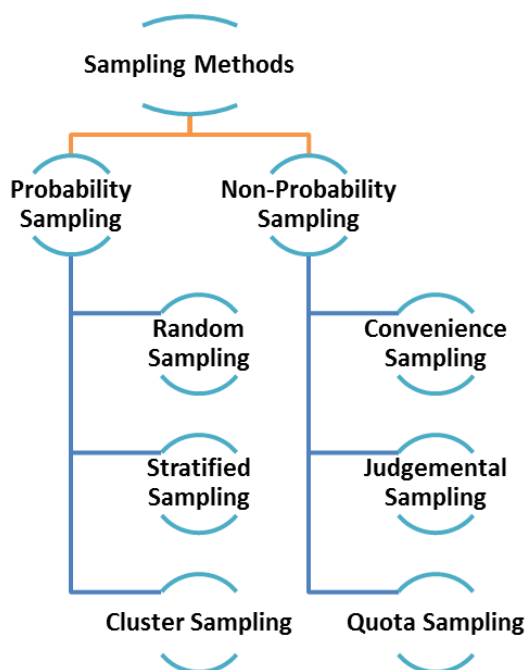 Sampling Methods
Probability
Sampling
Non-Probability
Sampling
Random
Sampling
Convenience
Sampling
Stratified
Sampling
Judgemental
Sampling
Cluster Sampling
Quota Sampling